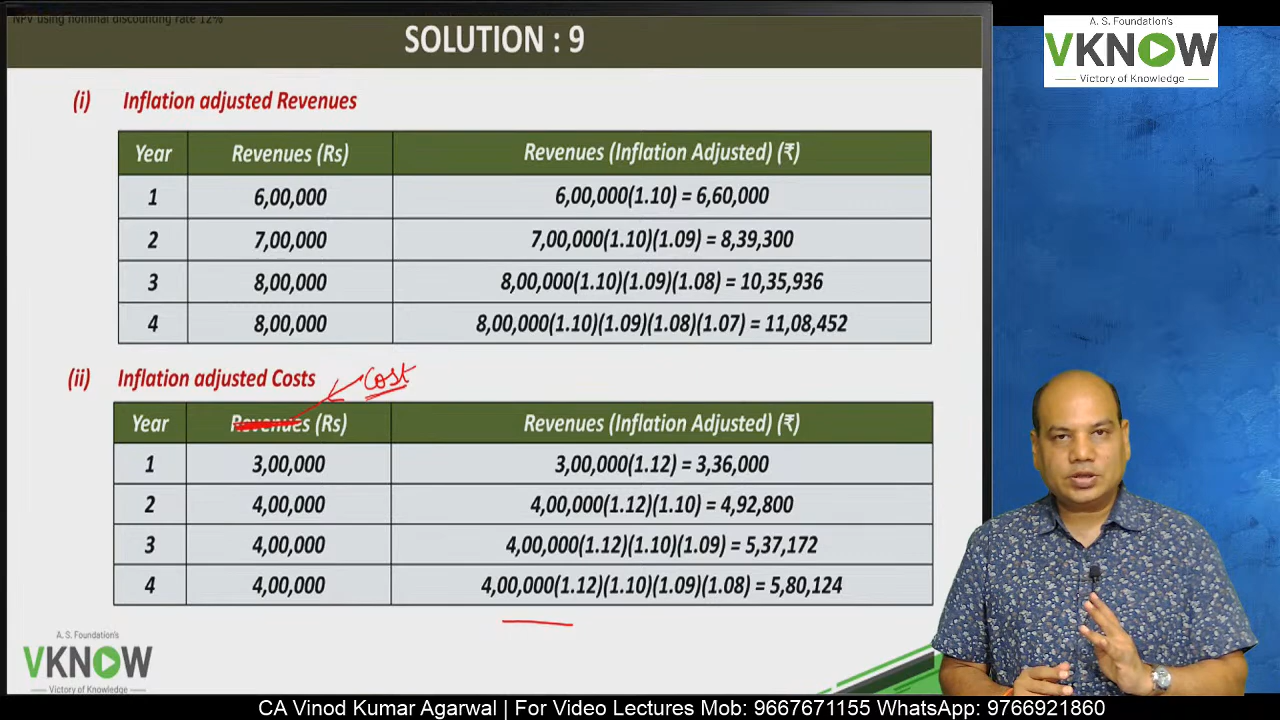 NPV using nominal discounting rate 12%
SOLUTION : 9
A. S. Foundation's
VKNOW
Victory of Knowledge
(i) Inflation adjusted Revenues
Year Revenues (Rs) Revenues (Inflation Adjusted) (₹)
1 6,00,000 6,00,000(1.10) = 6,60,000
2 7,00,000 7,00,000(1.10)(1.09) = 8,39,300
3 8,00,000 8,00,000(1.10)(1.09)(1.08) = 10,35,936
4 8,00,000 8,00,000(1.10)(1.09)(1.08)(1.07) = 11,08,452
(ii) Inflation adjusted Costs
Cost
Year Revenues (Rs) Revenues (Inflation Adjusted) (₹)
1 3,00,000 3,00,000(1.12) = 3,36,000
2 4,00,000 4,00,000(1.12)(1.10) = 4,92,800
3 4,00,000 4,00,000(1.12)(1.10)(1.09) = 5,37,172
4 4,00,000 4,00,000(1.12)(1.10)(1.09)(1.08) = 5,80,124
A. S. Foundation's
VKNOW
Victory of Knowledge
CA Vinod Kumar Agarwal | For Video Lectures Mob: 9667671155 WhatsApp: 9766921860